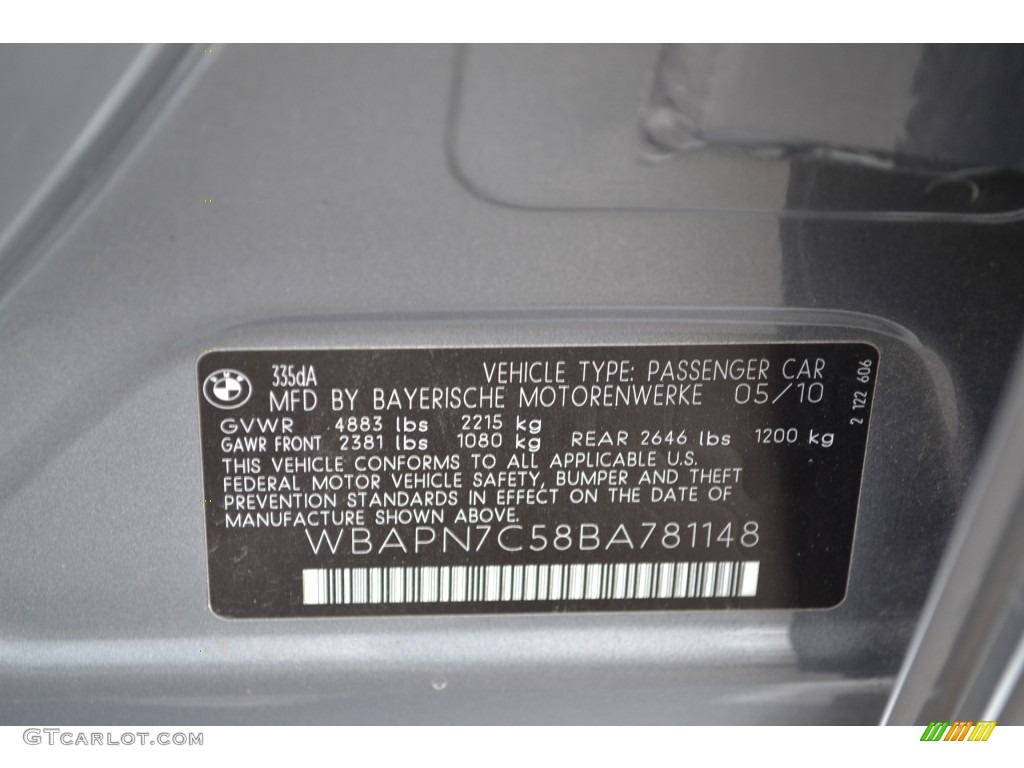 335dA VEHICLE TYPE: PASSENGER CAR
MFD BY BAYERISCHE MOTORENWERKE 05/10
GVWR 4883 lbs 2215 kg
GAWR FRONT 2381 lbs 1080 kg REAR 2646 lbs 1200 kg
THIS VEHICLE CONFORMS TO ALL APPLICABLE U.S.
FEDERAL MOTOR VEHICLE SAFETY, BUMPER AND THEFT
PREVENTION STANDARDS IN EFFECT ON THE DATE OF
MANUFACTURE SHOWN ABOVE.
WBAPN7C58BA781148
2 122 606
GTCarLot.com